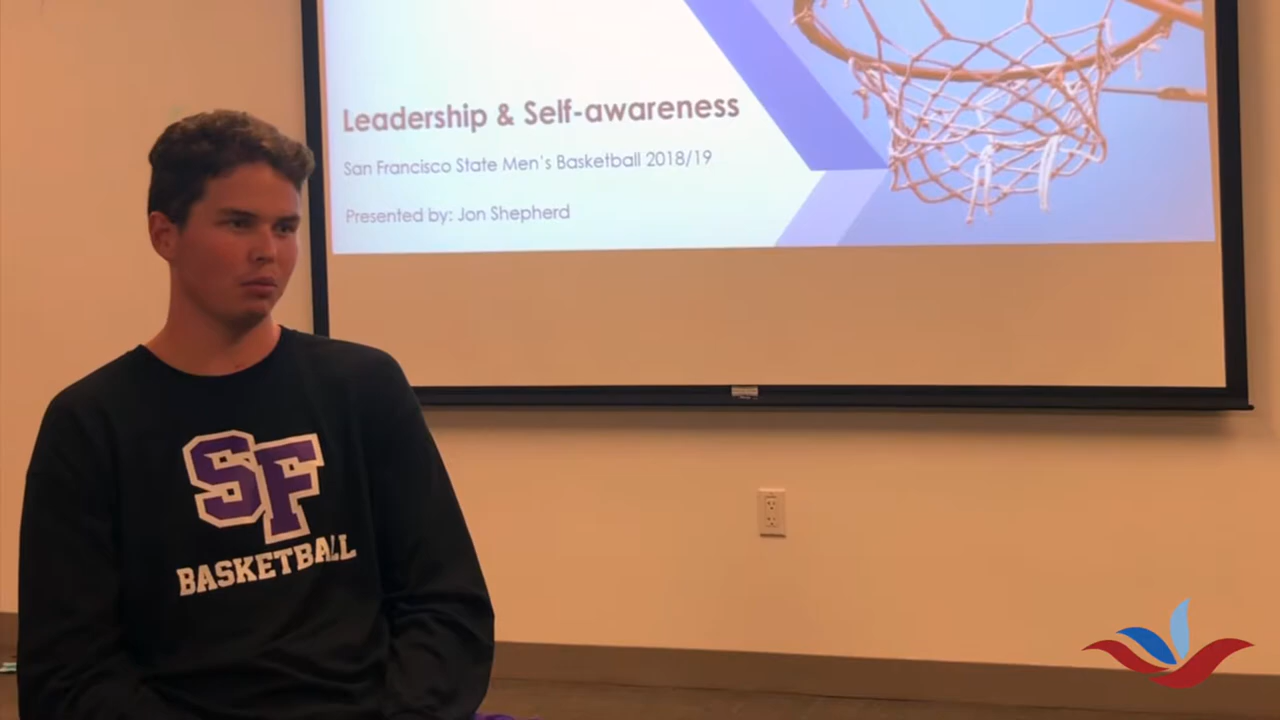 Leadership & Self-awareness
San Francisco State Men's Basketball 2018/19
Presented by: Jon Shepherd
SF
BASKETBALL